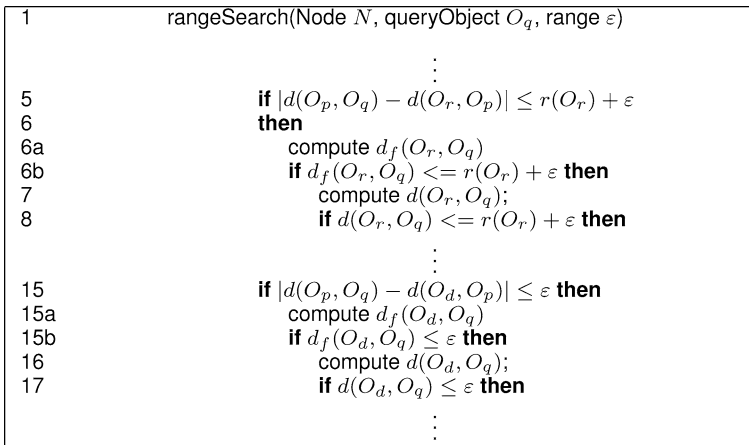 1 rangeSearch(Node N, queryObject O_q, range ε)
⋮
5 if |d(O_p, O_q) − d(O_r, O_p)| ≤ r(O_r) + ε
6 then
6a compute d_f(O_r, O_q)
6b if d_f(O_r, O_q) <= r(O_r) + ε then
7 compute d(O_r, O_q);
8 if d(O_r, O_q) <= r(O_r) + ε then
⋮
15 if |d(O_p, O_q) − d(O_d, O_p)| ≤ ε then
15a compute d_f(O_d, O_q)
15b if d_f(O_d, O_q) ≤ ε then
16 compute d(O_d, O_q);
17 if d(O_d, O_q) ≤ ε then
⋮